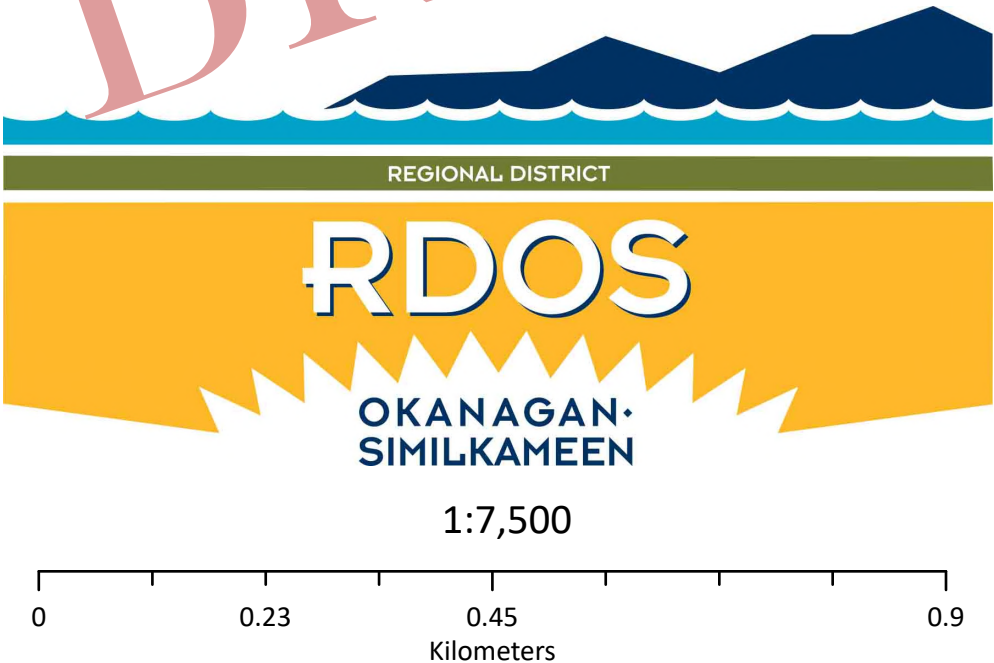 REGIONAL DISTRICT
RDOS
OKANAGAN·
SIMILKAMEEN
1:7,500
0 0.23 0.45 0.9
Kilometers